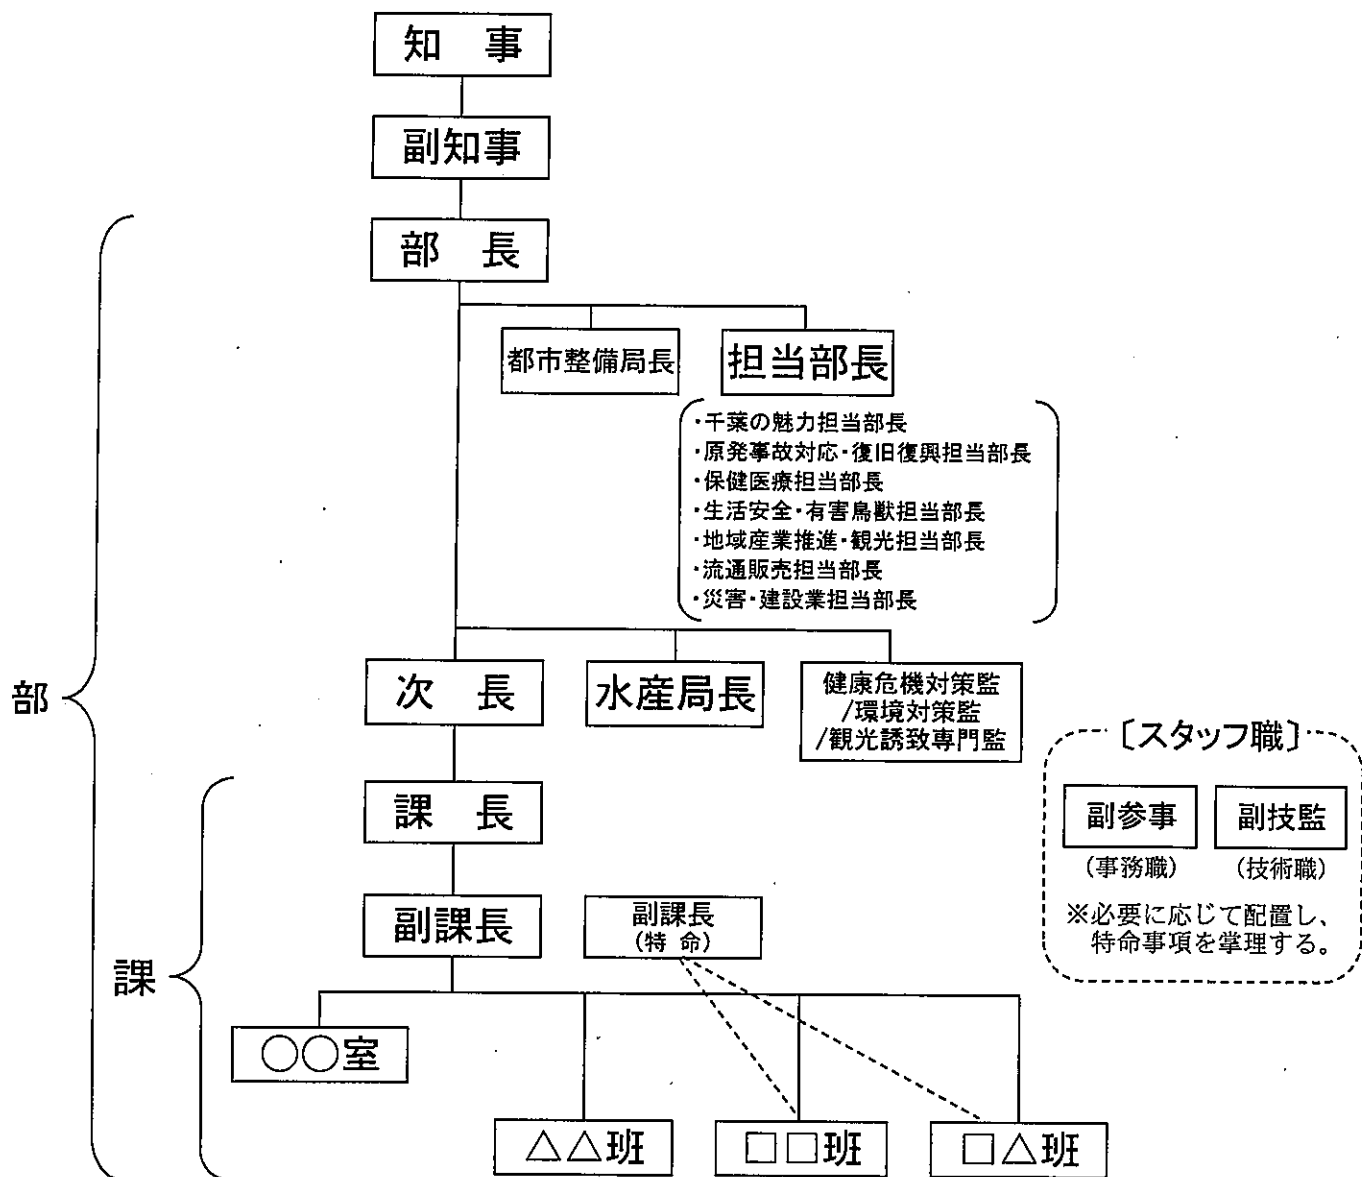 知 事
副知事
部 長
都市整備局長
担当部長
・千葉の魅力担当部長
・原発事故対応・復旧復興担当部長
・保健医療担当部長
・生活安全・有害鳥獣担当部長
・地域産業推進・観光担当部長
・流通販売担当部長
・災害・建設業担当部長
部
次 長
水産局長
健康危機対策監
/環境対策監
/観光誘致専門監
〔スタッフ職〕
副参事
副技監
(事務職)
(技術職)
※必要に応じて配置し、
特命事項を掌理する。
課 長
副課長
副課長
(特 命)
課
○○室
△△班
□□班
□△班